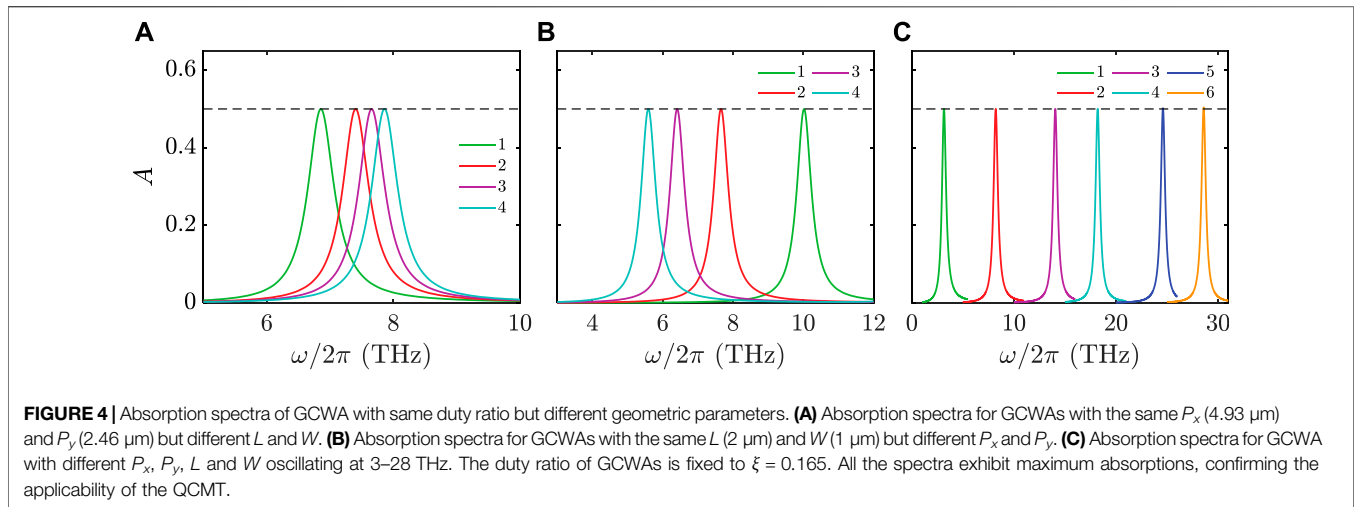 A
0.6
0.4
0.2
0
A
6
8
10
ω/2π (THz)
1
2
3
4
B
4
6
8
10
12
ω/2π (THz)
1
3
2
4
C
0
10
20
30
ω/2π (THz)
1
3
5
2
4
6
FIGURE 4 | Absorption spectra of GCWA with same duty ratio but different geometric parameters. (A) Absorption spectra for GCWAs with the same Px (4.93 μm)
and Py (2.46 μm) but different L and W. (B) Absorption spectra for GCWAs with the same L (2 μm) and W (1 μm) but different Px and Py. (C) Absorption spectra for GCWA
with different Px, Py, L and W oscillating at 3–28 THz. The duty ratio of GCWAs is fixed to ξ = 0.165. All the spectra exhibit maximum absorptions, confirming the
applicability of the QCMT.